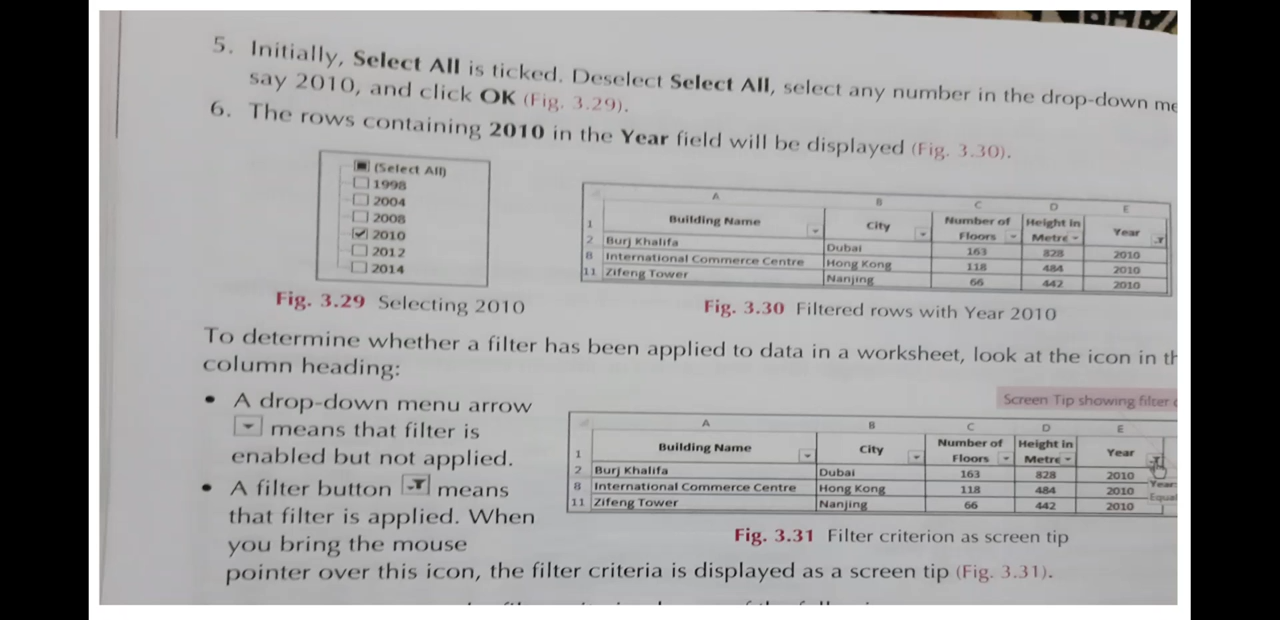 5. Initially, Select All is ticked. Deselect Select All, select any number in the drop-down
say 2010, and click OK (Fig. 3.29).
6. The rows containing 2010 in the Year field will be displayed (Fig. 3.30).
(Select All)
1998
2004
2008
2010
2012
2014
Fig. 3.29 Selecting 2010
A B C D E
1 Building Name City Number of Floors Height in Metre Year
2 Burj Khalifa Dubai 163 828 2010
8 International Commerce Centre Hong Kong 118 484 2010
11 Zifeng Tower Nanjing 66 442 2010
Fig. 3.30 Filtered rows with Year 2010
To determine whether a filter has been applied to data in a worksheet, look at the icon in
column heading:
• A drop-down menu arrow
means that filter is
enabled but not applied.
• A filter button means
that filter is applied. When
you bring the mouse
pointer over this icon, the filter criteria is displayed as a screen tip (Fig. 3.31).
Screen Tip showing filter
A B C D E
1 Building Name City Number of Floors Height in Metre Year
2 Burj Khalifa Dubai 163 828 2010
8 International Commerce Centre Hong Kong 118 484 2010
11 Zifeng Tower Nanjing 66 442 2010
Year:
Fig. 3.31 Filter criterion as screen tip